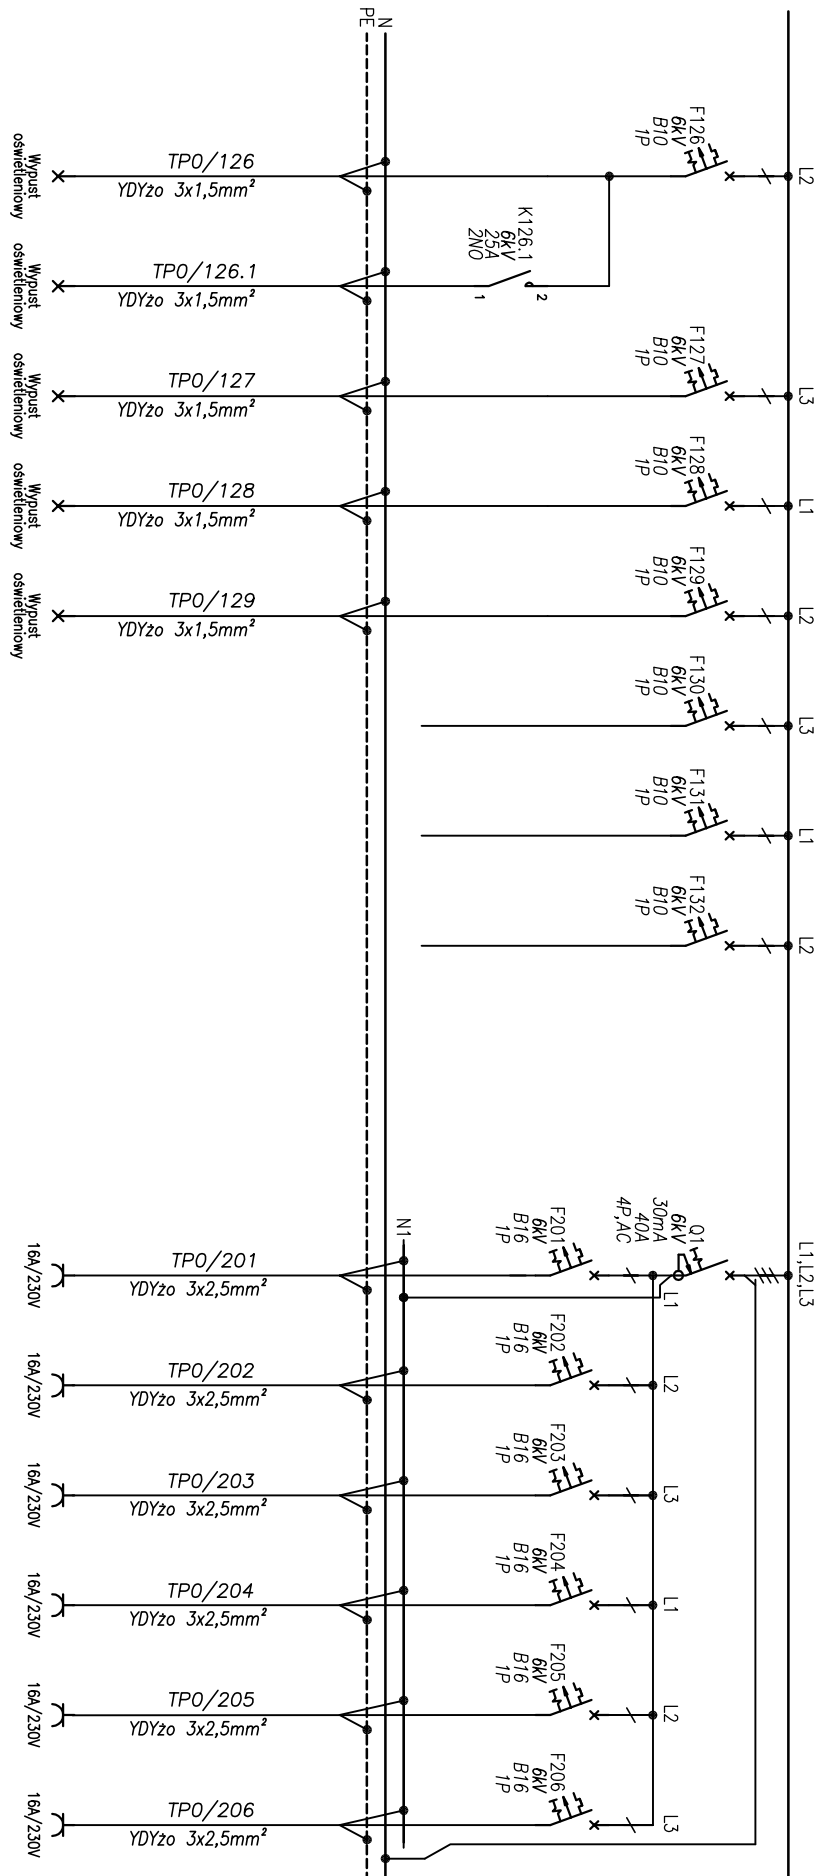 N
PE
F126
6kV
B10
1P
L2
TP0/126
YDYżo 3x1,5mm²
Wypust
oświetleniowy
K126.1
6kV
25A
2NO
1
2
TP0/126.1
YDYżo 3x1,5mm²
Wypust
oświetleniowy
F127
6kV
B10
1P
L3
TP0/127
YDYżo 3x1,5mm²
Wypust
oświetleniowy
F128
6kV
B10
1P
L1
TP0/128
YDYżo 3x1,5mm²
Wypust
oświetleniowy
F129
6kV
B10
1P
L2
TP0/129
YDYżo 3x1,5mm²
Wypust
oświetleniowy
F130
6kV
B10
1P
L3
F131
6kV
B10
1P
L1
F132
6kV
B10
1P
L2
Q1
6kV
30mA
40A
4P,AC
L1,L2,L3
N1
F201
6kV
B16
1P
L1
TP0/201
YDYżo 3x2,5mm²
16A/230V
F202
6kV
B16
1P
L2
TP0/202
YDYżo 3x2,5mm²
16A/230V
F203
6kV
B16
1P
L3
TP0/203
YDYżo 3x2,5mm²
16A/230V
F204
6kV
B16
1P
L1
TP0/204
YDYżo 3x2,5mm²
16A/230V
F205
6kV
B16
1P
L2
TP0/205
YDYżo 3x2,5mm²
16A/230V
F206
6kV
B16
1P
L3
TP0/206
YDYżo 3x2,5mm²
16A/230V